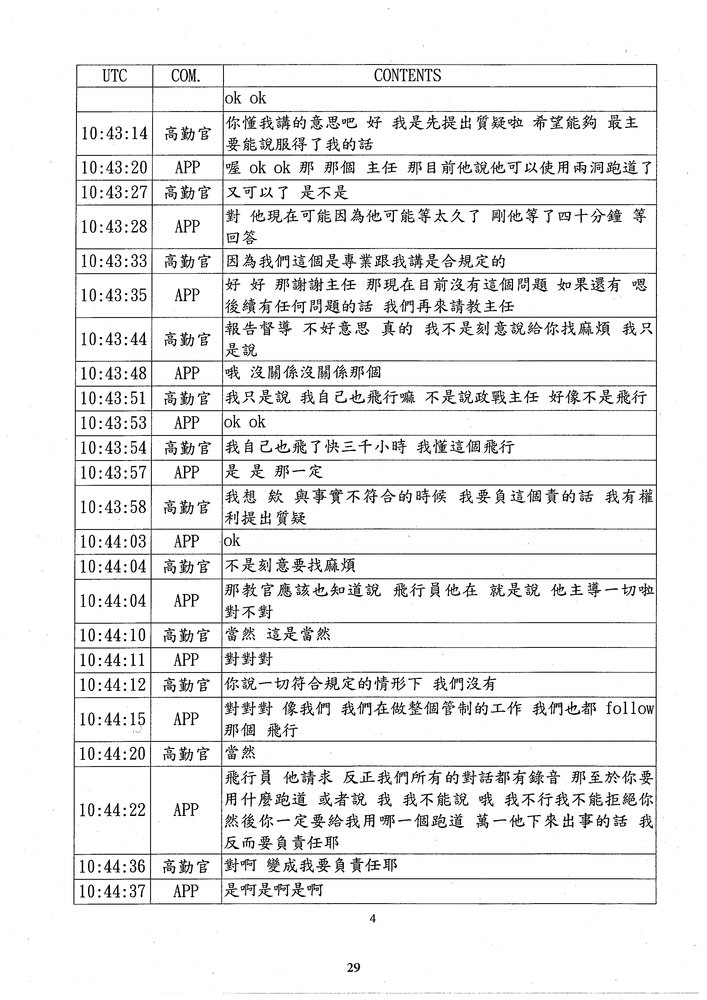 UTC COM. CONTENTS
ok ok
10:43:14 高勤官 你懂我講的意思吧 好 我是先提出質疑啦 希望能夠 最主
要能說服得了我的話
10:43:20 APP 喔 ok ok 那 那個 主任 那目前他說他可以使用兩洞跑道了
10:43:27 高勤官 又可以了 是不是
10:43:28 APP 對 他現在可能因為他可能等太久了 剛他等了四十分鐘 等
回答
10:43:33 高勤官 因為我們這個是專業跟我講是合規定的
10:43:35 APP 好 好 那謝謝主任 那現在目前沒有這個問題 如果還有 嗯
後續有任何問題的話 我們再來請教主任
10:43:44 高勤官 報告督導 不好意思 真的 我不是刻意說給你找麻煩 我只
是說
10:43:48 APP 哦 沒關係沒關係那個
10:43:51 高勤官 我只是說 我自己也飛行嘛 不是說政戰主任 好像不是飛行
10:43:53 APP ok ok
10:43:54 高勤官 我自己也飛了快三千小時 我懂這個飛行
10:43:57 APP 是 是 那一定
10:43:58 高勤官 我想 欸 與事實不符合的時候 我要負這個責的話 我有權
利提出質疑
10:44:03 APP ok
10:44:04 高勤官 不是刻意要找麻煩
10:44:04 APP 那教官應該也知道說 飛行員他在 就是說 他主導一切啦
對不對
10:44:10 高勤官 當然 這是當然
10:44:11 APP 對對對
10:44:12 高勤官 你說一切符合規定的情形下 我們沒有
10:44:15 APP 對對對 像我們 我們在做整個管制的工作 我們也都 follow
那個 飛行
10:44:20 高勤官 當然
10:44:22 APP 飛行員 他請求 反正我們所有的對話都有錄音 那至於你要
用什麼跑道 或者說 我 我不能說 哦 我不行我不能拒絕你
然後你一定要給我用哪一個跑道 萬一他下來出事的話 我
反而要負責任耶
10:44:36 高勤官 對啊 變成我要負責任耶
10:44:37 APP 是啊是啊是啊
4
29